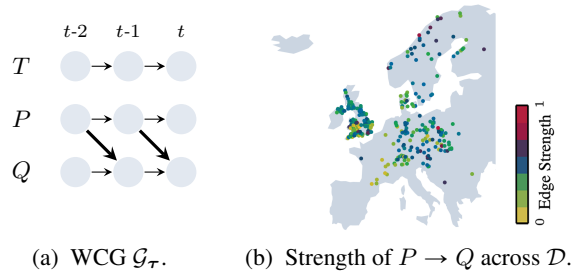 t-2 t-1 t
T
P
Q
0 Edge Strength 1
(a) WCG 𝒢_τ.
(b) Strength of P → Q across 𝒟.